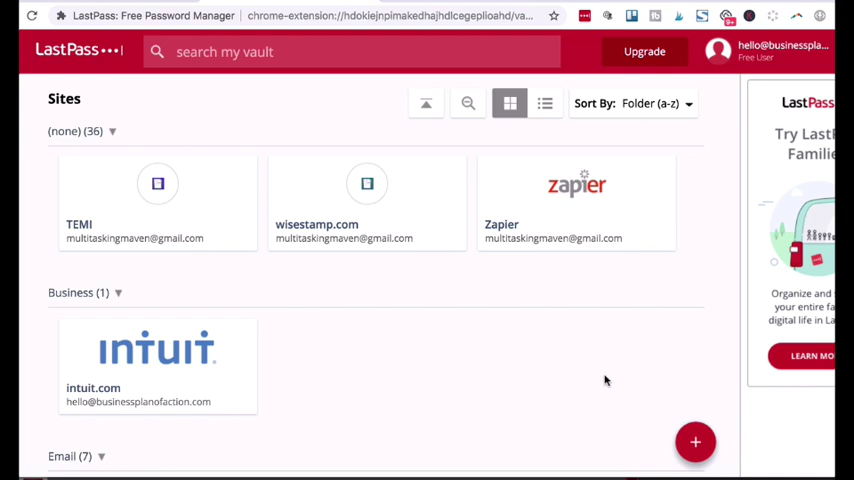 LastPass: Free Password Manager
chrome-extension://hdokiejnpimakedhajhdlcegeplioahd/va...
LastPass
search my vault
Upgrade
hello@businesspla...
Free User
Sites
Sort By: Folder (a-z)
(none) (36)
TEMI
multitaskingmaven@gmail.com
wisestamp.com
multitaskingmaven@gmail.com
zapier
Zapier
multitaskingmaven@gmail.com
Business (1)
intuit.
intuit.com
hello@businessplanofaction.com
Email (7)
LastPass
Try Last
Familie
Organize and
your entire fa
digital life in La
LEARN MO